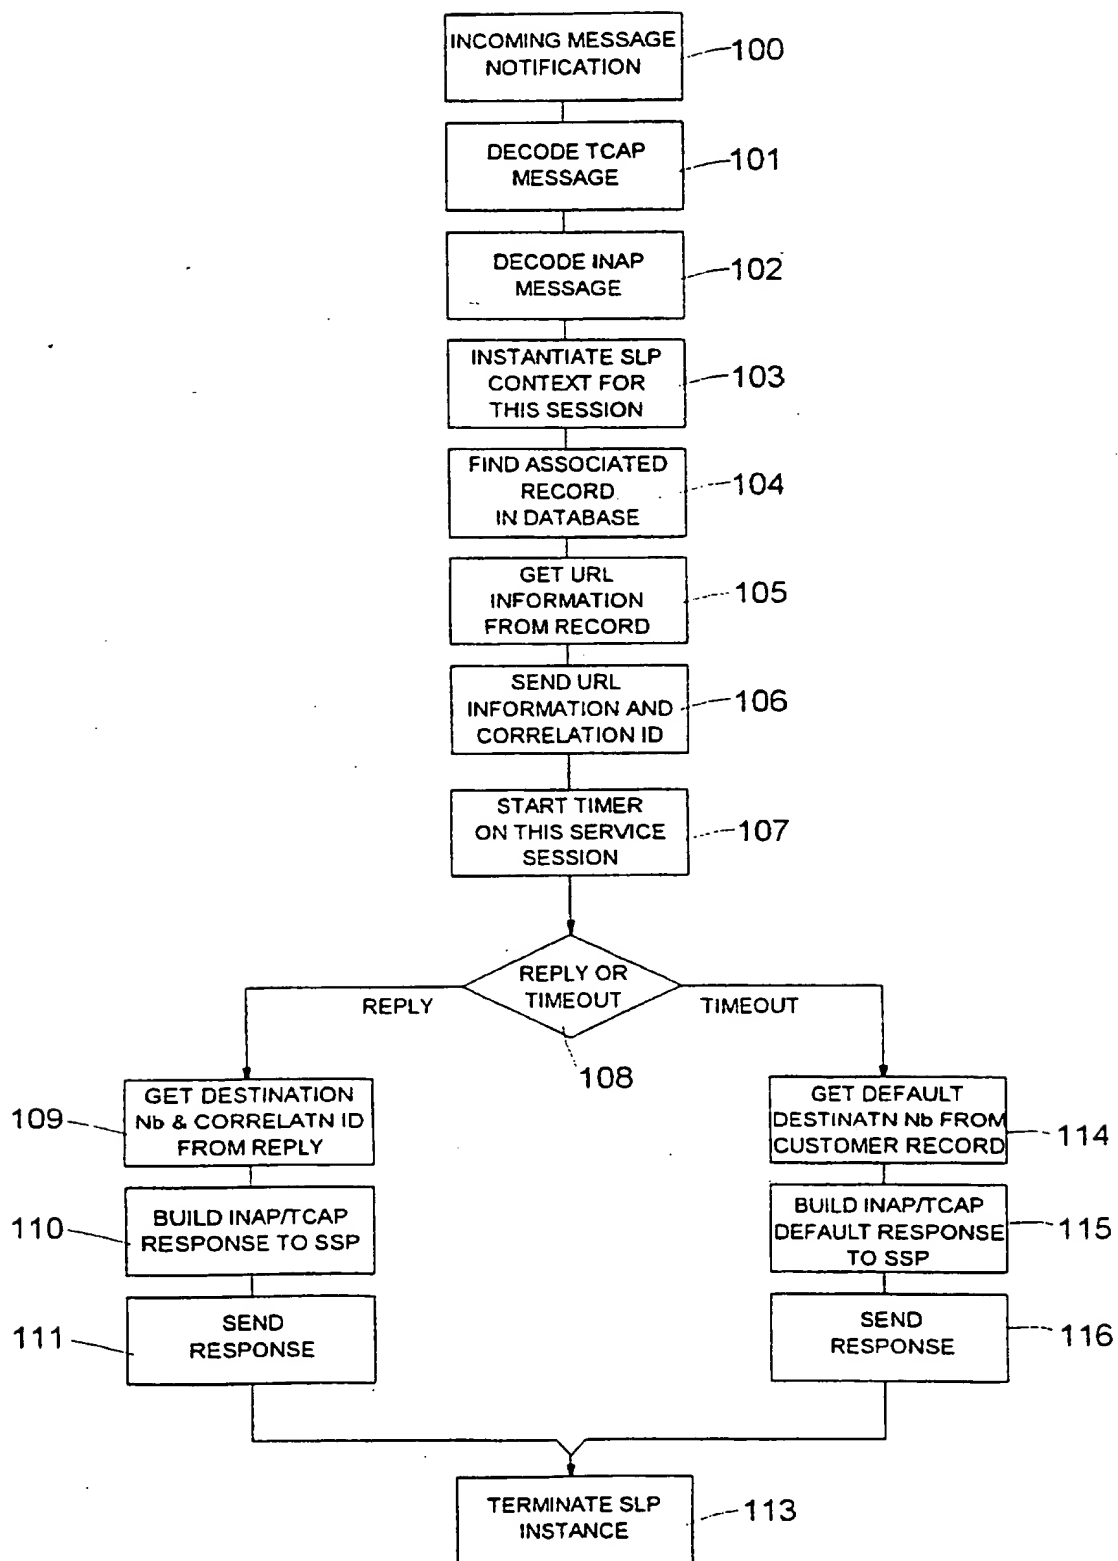 INCOMING MESSAGE
NOTIFICATION
100
DECODE TCAP
MESSAGE
101
DECODE INAP
MESSAGE
102
INSTANTIATE SLP
CONTEXT FOR
THIS SESSION
103
FIND ASSOCIATED
RECORD
IN DATABASE
104
GET URL
INFORMATION
FROM RECORD
105
SEND URL
INFORMATION AND
CORRELATION ID
106
START TIMER
ON THIS SERVICE
SESSION
107
REPLY OR
TIMEOUT
REPLY
TIMEOUT
108
GET DESTINATION
Nb & CORRELATN ID
FROM REPLY
109
BUILD INAP/TCAP
RESPONSE TO SSP
110
SEND
RESPONSE
111
GET DEFAULT
DESTINATN Nb FROM
CUSTOMER RECORD
114
BUILD INAP/TCAP
DEFAULT RESPONSE
TO SSP
115
SEND
RESPONSE
116
TERMINATE SLP
INSTANCE
113